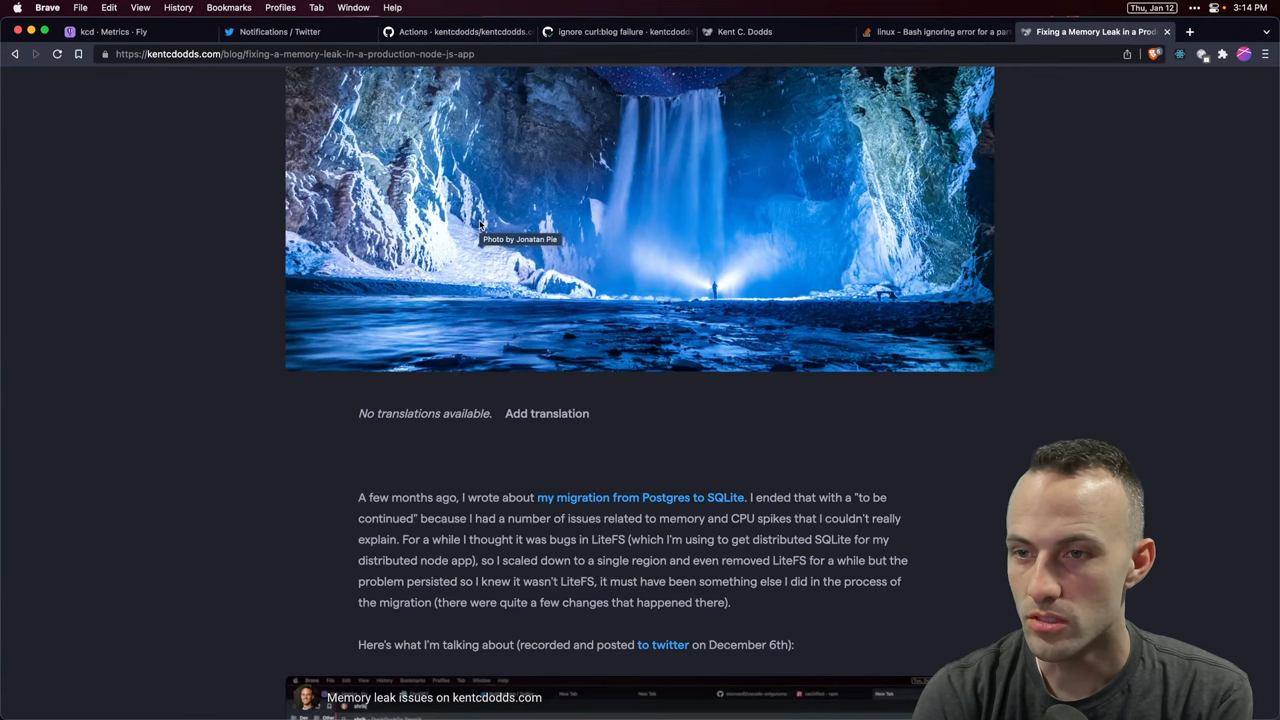 Brave File Edit View History Bookmarks Profiles Tab Window Help Thu, Jan 12 3:14 PM
kcd · Metrics · Fly Notifications / Twitter Actions · kentcdodds/kentcdodds.c ignore curl:blog failure · kentcdodds Kent C. Dodds linux - Bash ignoring error for a par Fixing a Memory Leak in a Prod
https://kentcdodds.com/blog/fixing-a-memory-leak-in-a-production-node-js-app
Photo by Jonatan Pie
No translations available. Add translation
A few months ago, I wrote about my migration from Postgres to SQLite. I ended that with a "to be
continued" because I had a number of issues related to memory and CPU spikes that I couldn't really
explain. For a while I thought it was bugs in LiteFS (which I'm using to get distributed SQLite for my
distributed node app), so I scaled down to a single region and even removed LiteFS for a while but the
problem persisted so I knew it wasn't LiteFS, it must have been something else I did in the process of
the migration (there were quite a few changes that happened there).
Here's what I'm talking about (recorded and posted to twitter on December 6th):
Memory leak issues on kentcdodds.com